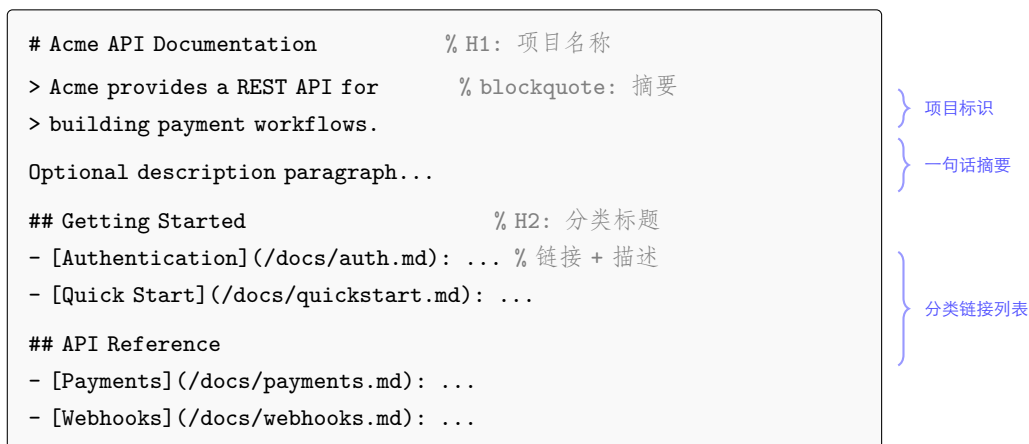 # Acme API Documentation % H1: 项目名称
> Acme provides a REST API for % blockquote: 摘要
> building payment workflows.
项目标识
Optional description paragraph...
一句话摘要
## Getting Started % H2: 分类标题
- [Authentication](/docs/auth.md): ... % 链接 + 描述
- [Quick Start](/docs/quickstart.md): ...
分类链接列表
## API Reference
- [Payments](/docs/payments.md): ...
- [Webhooks](/docs/webhooks.md): ...